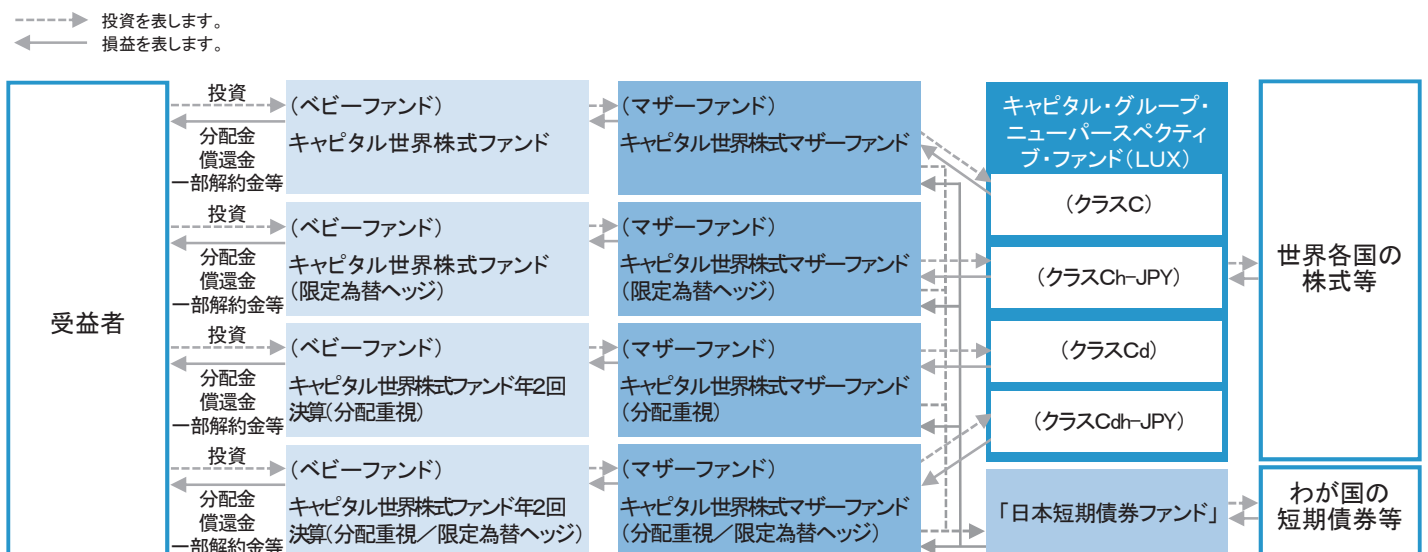 投資を表します。
損益を表します。
受益者
投資
分配金
償還金
一部解約金等
(ベビーファンド)
キャピタル世界株式ファンド
(マザーファンド)
キャピタル世界株式マザーファンド
投資
分配金
償還金
一部解約金等
(ベビーファンド)
キャピタル世界株式ファンド
(限定為替ヘッジ)
(マザーファンド)
キャピタル世界株式マザーファンド
(限定為替ヘッジ)
投資
分配金
償還金
一部解約金等
(ベビーファンド)
キャピタル世界株式ファンド年2回
決算(分配重視)
(マザーファンド)
キャピタル世界株式マザーファンド
(分配重視)
投資
分配金
償還金
一部解約金等
(ベビーファンド)
キャピタル世界株式ファンド年2回
決算(分配重視/限定為替ヘッジ)
(マザーファンド)
キャピタル世界株式マザーファンド
(分配重視/限定為替ヘッジ)
キャピタル・グループ・
ニューパースペクティ
ブ・ファンド(LUX)
(クラスC)
(クラスCh-JPY)
(クラスCd)
(クラスCdh-JPY)
「日本短期債券ファンド」
世界各国の
株式等
わが国の
短期債券等